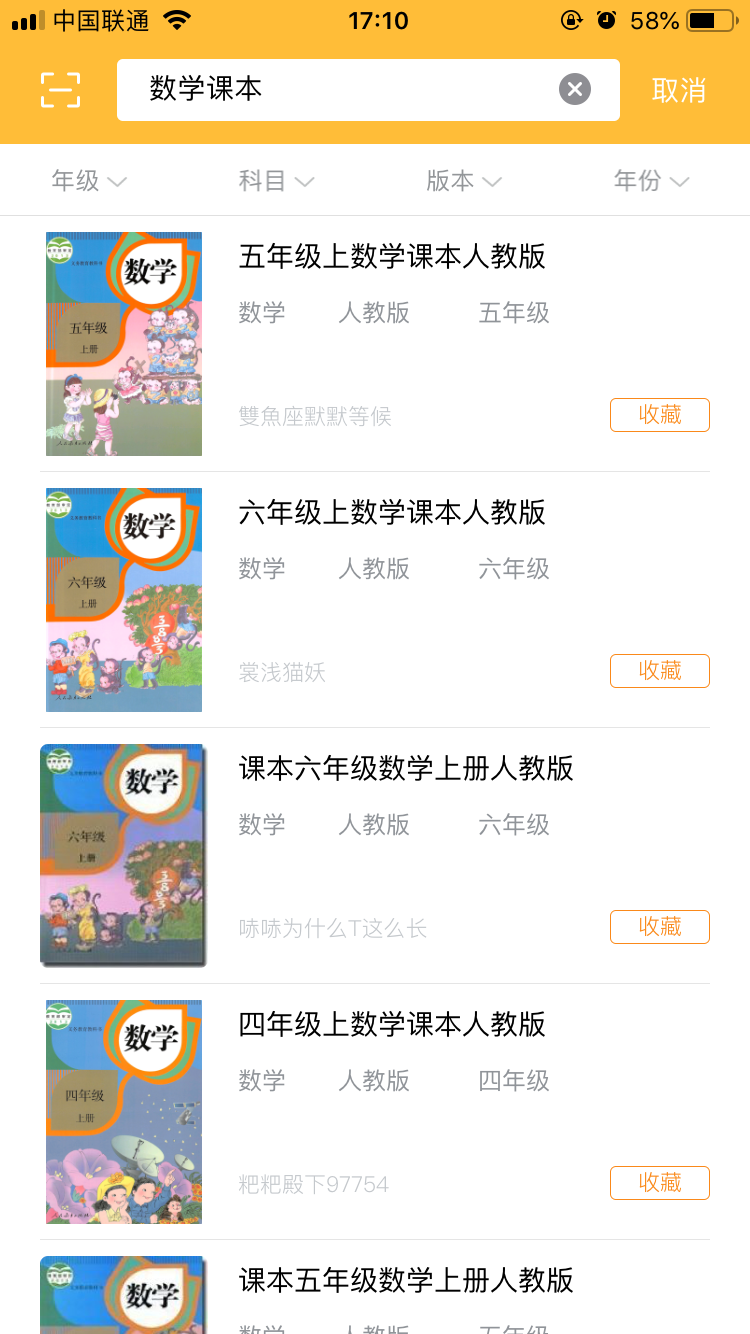 中国联通 17:10 58%
数学课本 取消
年级 科目 版本 年份
数学
五年级
上册
五年级上数学课本人教版
数学 人教版 五年级
雙魚座默默等候 收藏
数学
六年级
上册
六年级上数学课本人教版
数学 人教版 六年级
裳浅猫妖 收藏
数学
六年级
上册
课本六年级数学上册人教版
数学 人教版 六年级
哧哧为什么T这么长 收藏
数学
四年级
上册
四年级上数学课本人教版
数学 人教版 四年级
粑粑殿下97754 收藏
数学
课本五年级数学上册人教版
数学 人教版 五年级